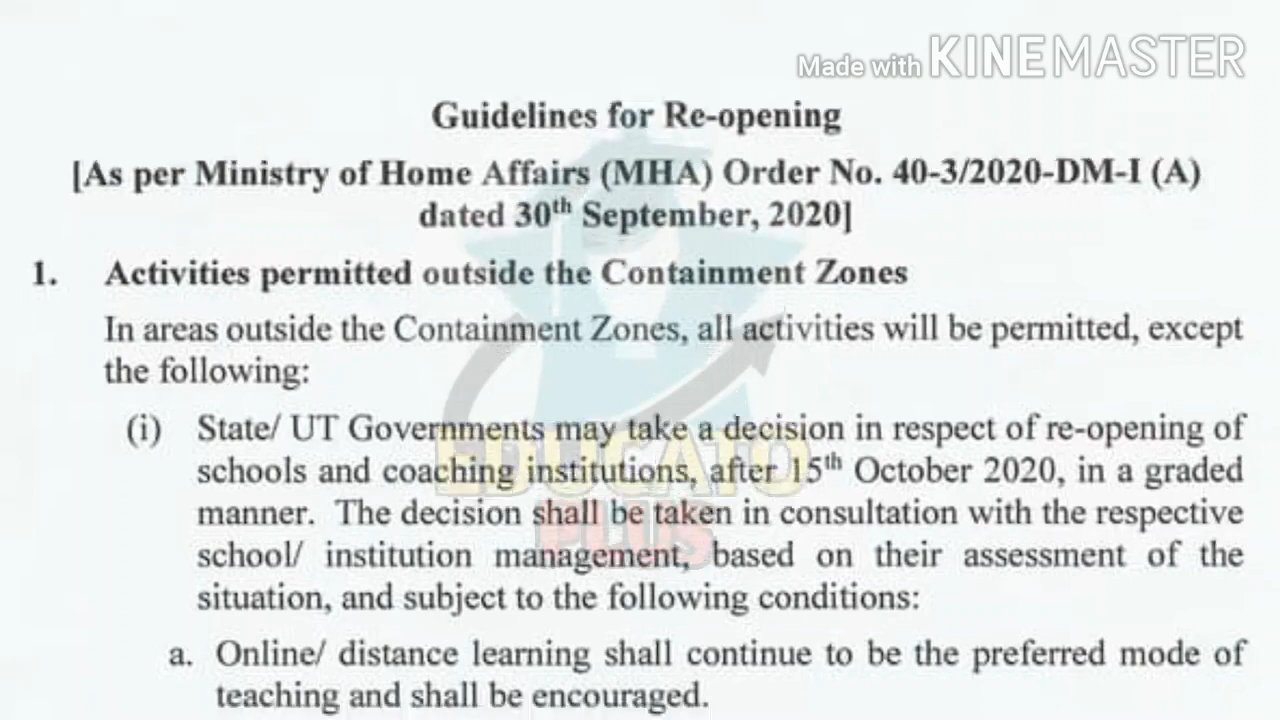 Made with KINEMASTER
Guidelines for Re-opening
[As per Ministry of Home Affairs (MHA) Order No. 40-3/2020-DM-I (A)
dated 30th September, 2020]
1. Activities permitted outside the Containment Zones
In areas outside the Containment Zones, all activities will be permitted, except
the following:
(i) State/ UT Governments may take a decision in respect of re-opening of
schools and coaching institutions, after 15th October 2020, in a graded
manner. The decision shall be taken in consultation with the respective
school/ institution management, based on their assessment of the
situation, and subject to the following conditions:
a. Online/ distance learning shall continue to be the preferred mode of
teaching and shall be encouraged.
EDUCATO
PLUS